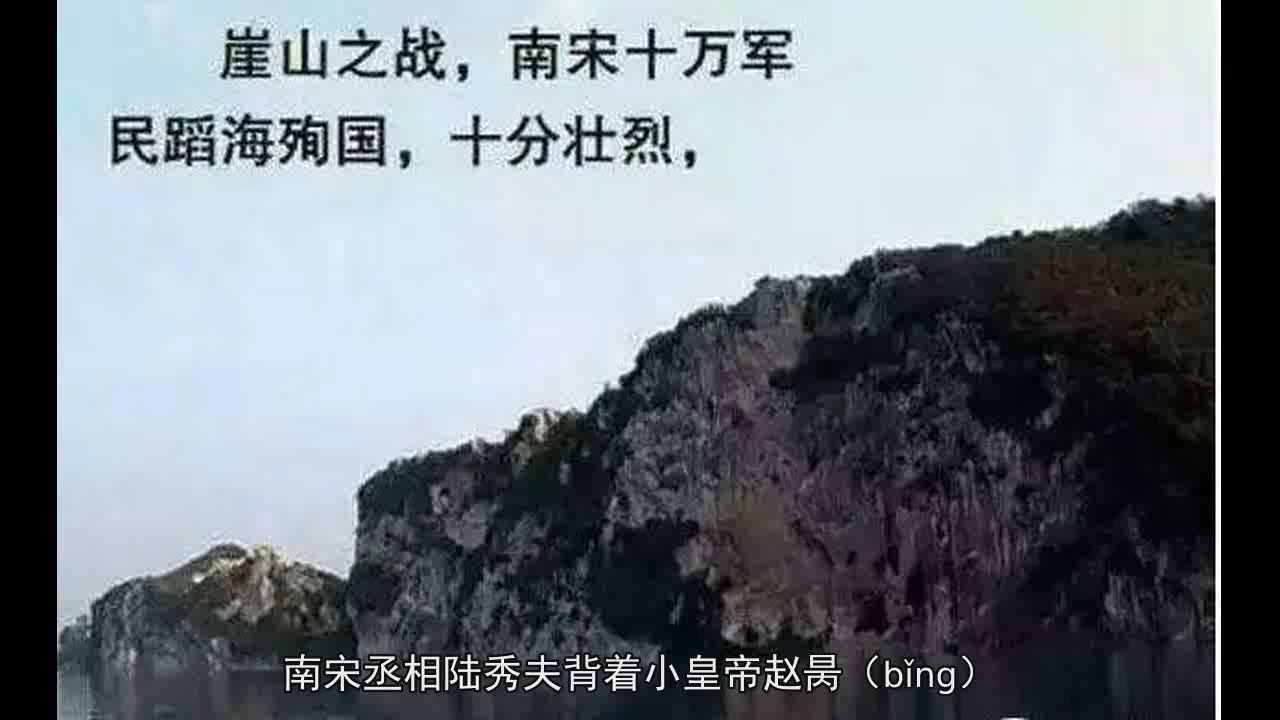 崖山之战，南宋十万军
民蹈海殉国，十分壮烈，
南宋丞相陆秀夫背着小皇帝赵昺（bǐng）